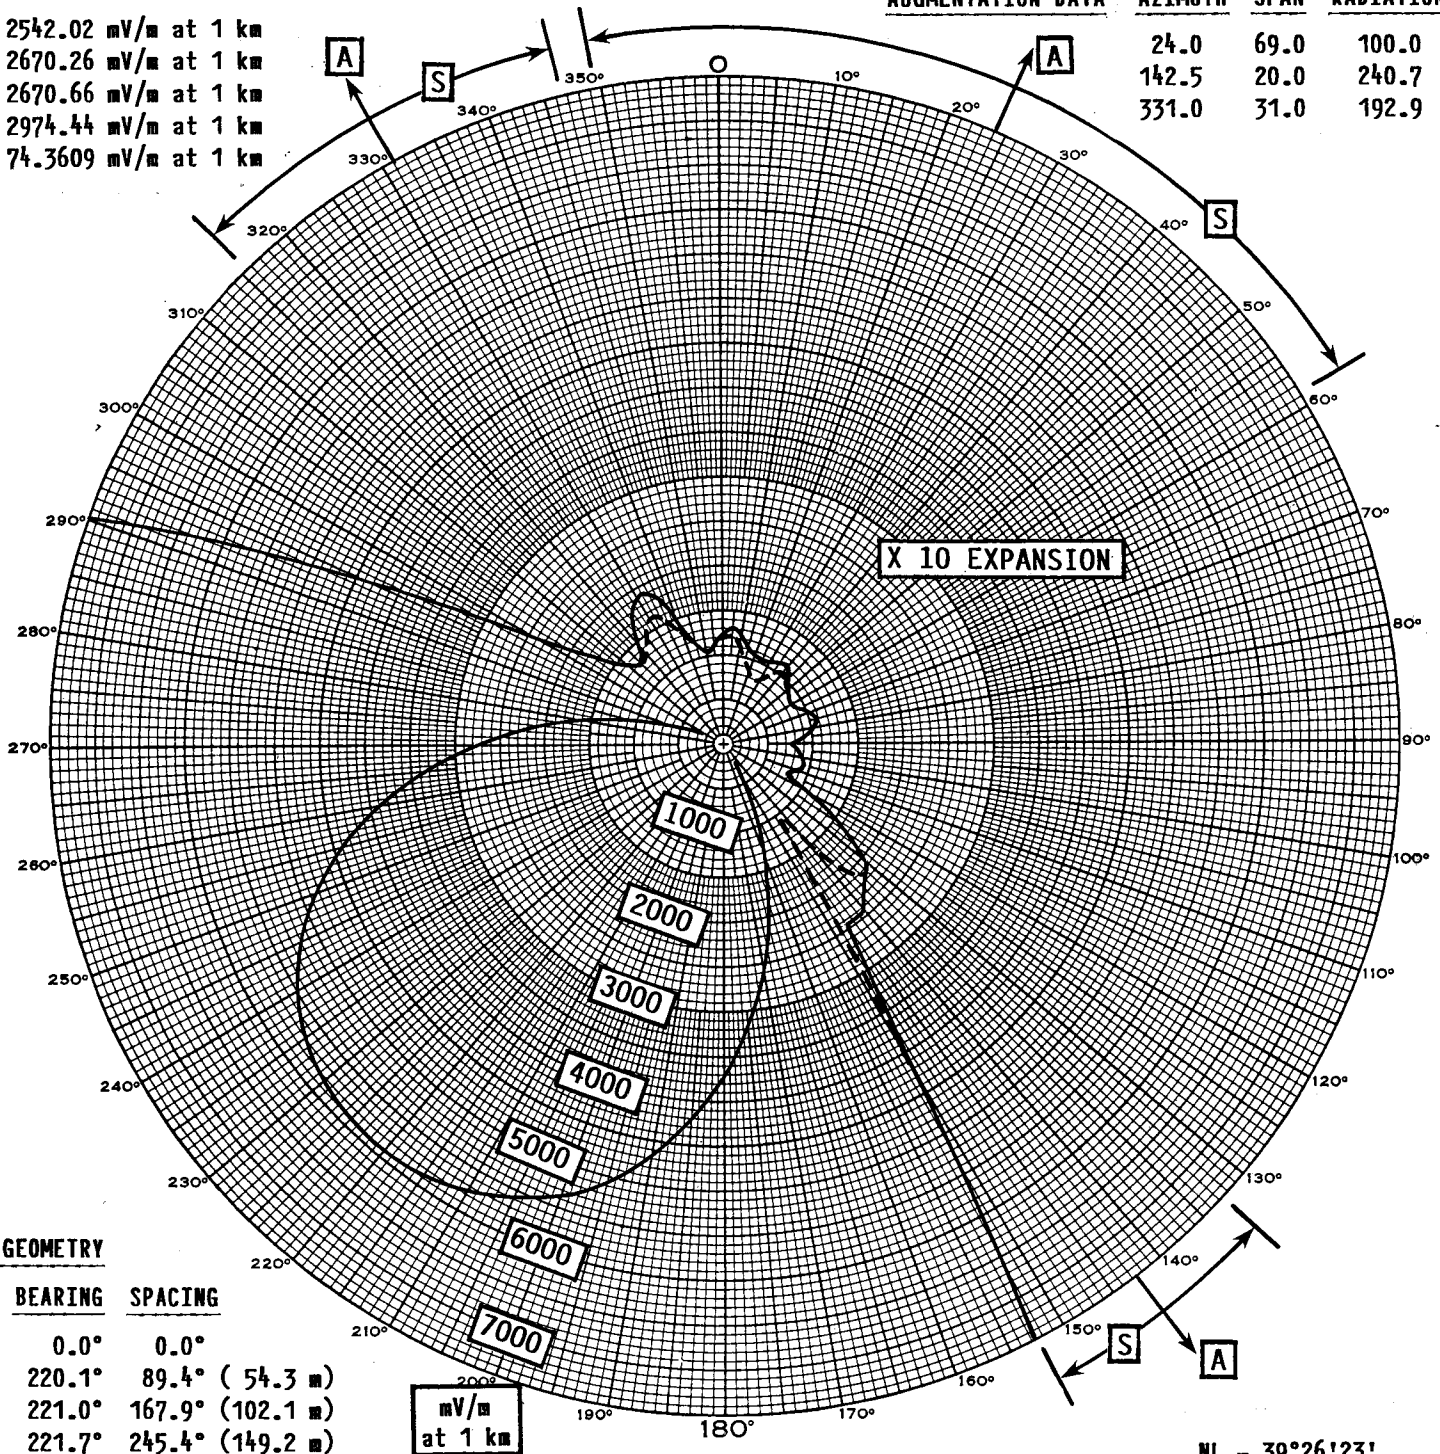 2542.02 mV/m at 1 km
2670.26 mV/m at 1 km
2670.66 mV/m at 1 km
2974.44 mV/m at 1 km
74.3609 mV/m at 1 km
AUGMENTATION DATA AZIMUTH SPAN RADIATION
24.0 69.0 100.0
142.5 20.0 240.7
331.0 31.0 192.9
A
S
A
S
350°
O
10°
340°
20°
330°
30°
320°
40°
310°
50°
300°
60°
290°
70°
X 10 EXPANSION
280°
80°
270°
90°
1000
260°
100°
2000
250°
110°
3000
240°
4000
120°
5000
230°
130°
6000
220°
140°
7000
210°
150°
S
A
200°
160°
190°
170°
180°
mV/m
at 1 km
GEOMETRY
BEARING SPACING
0.0° 0.0°
220.1° 89.4° ( 54.3 m)
221.0° 167.9° (102.1 m)
221.7° 245.4° (149.2 m)
NL - 39°26'23'